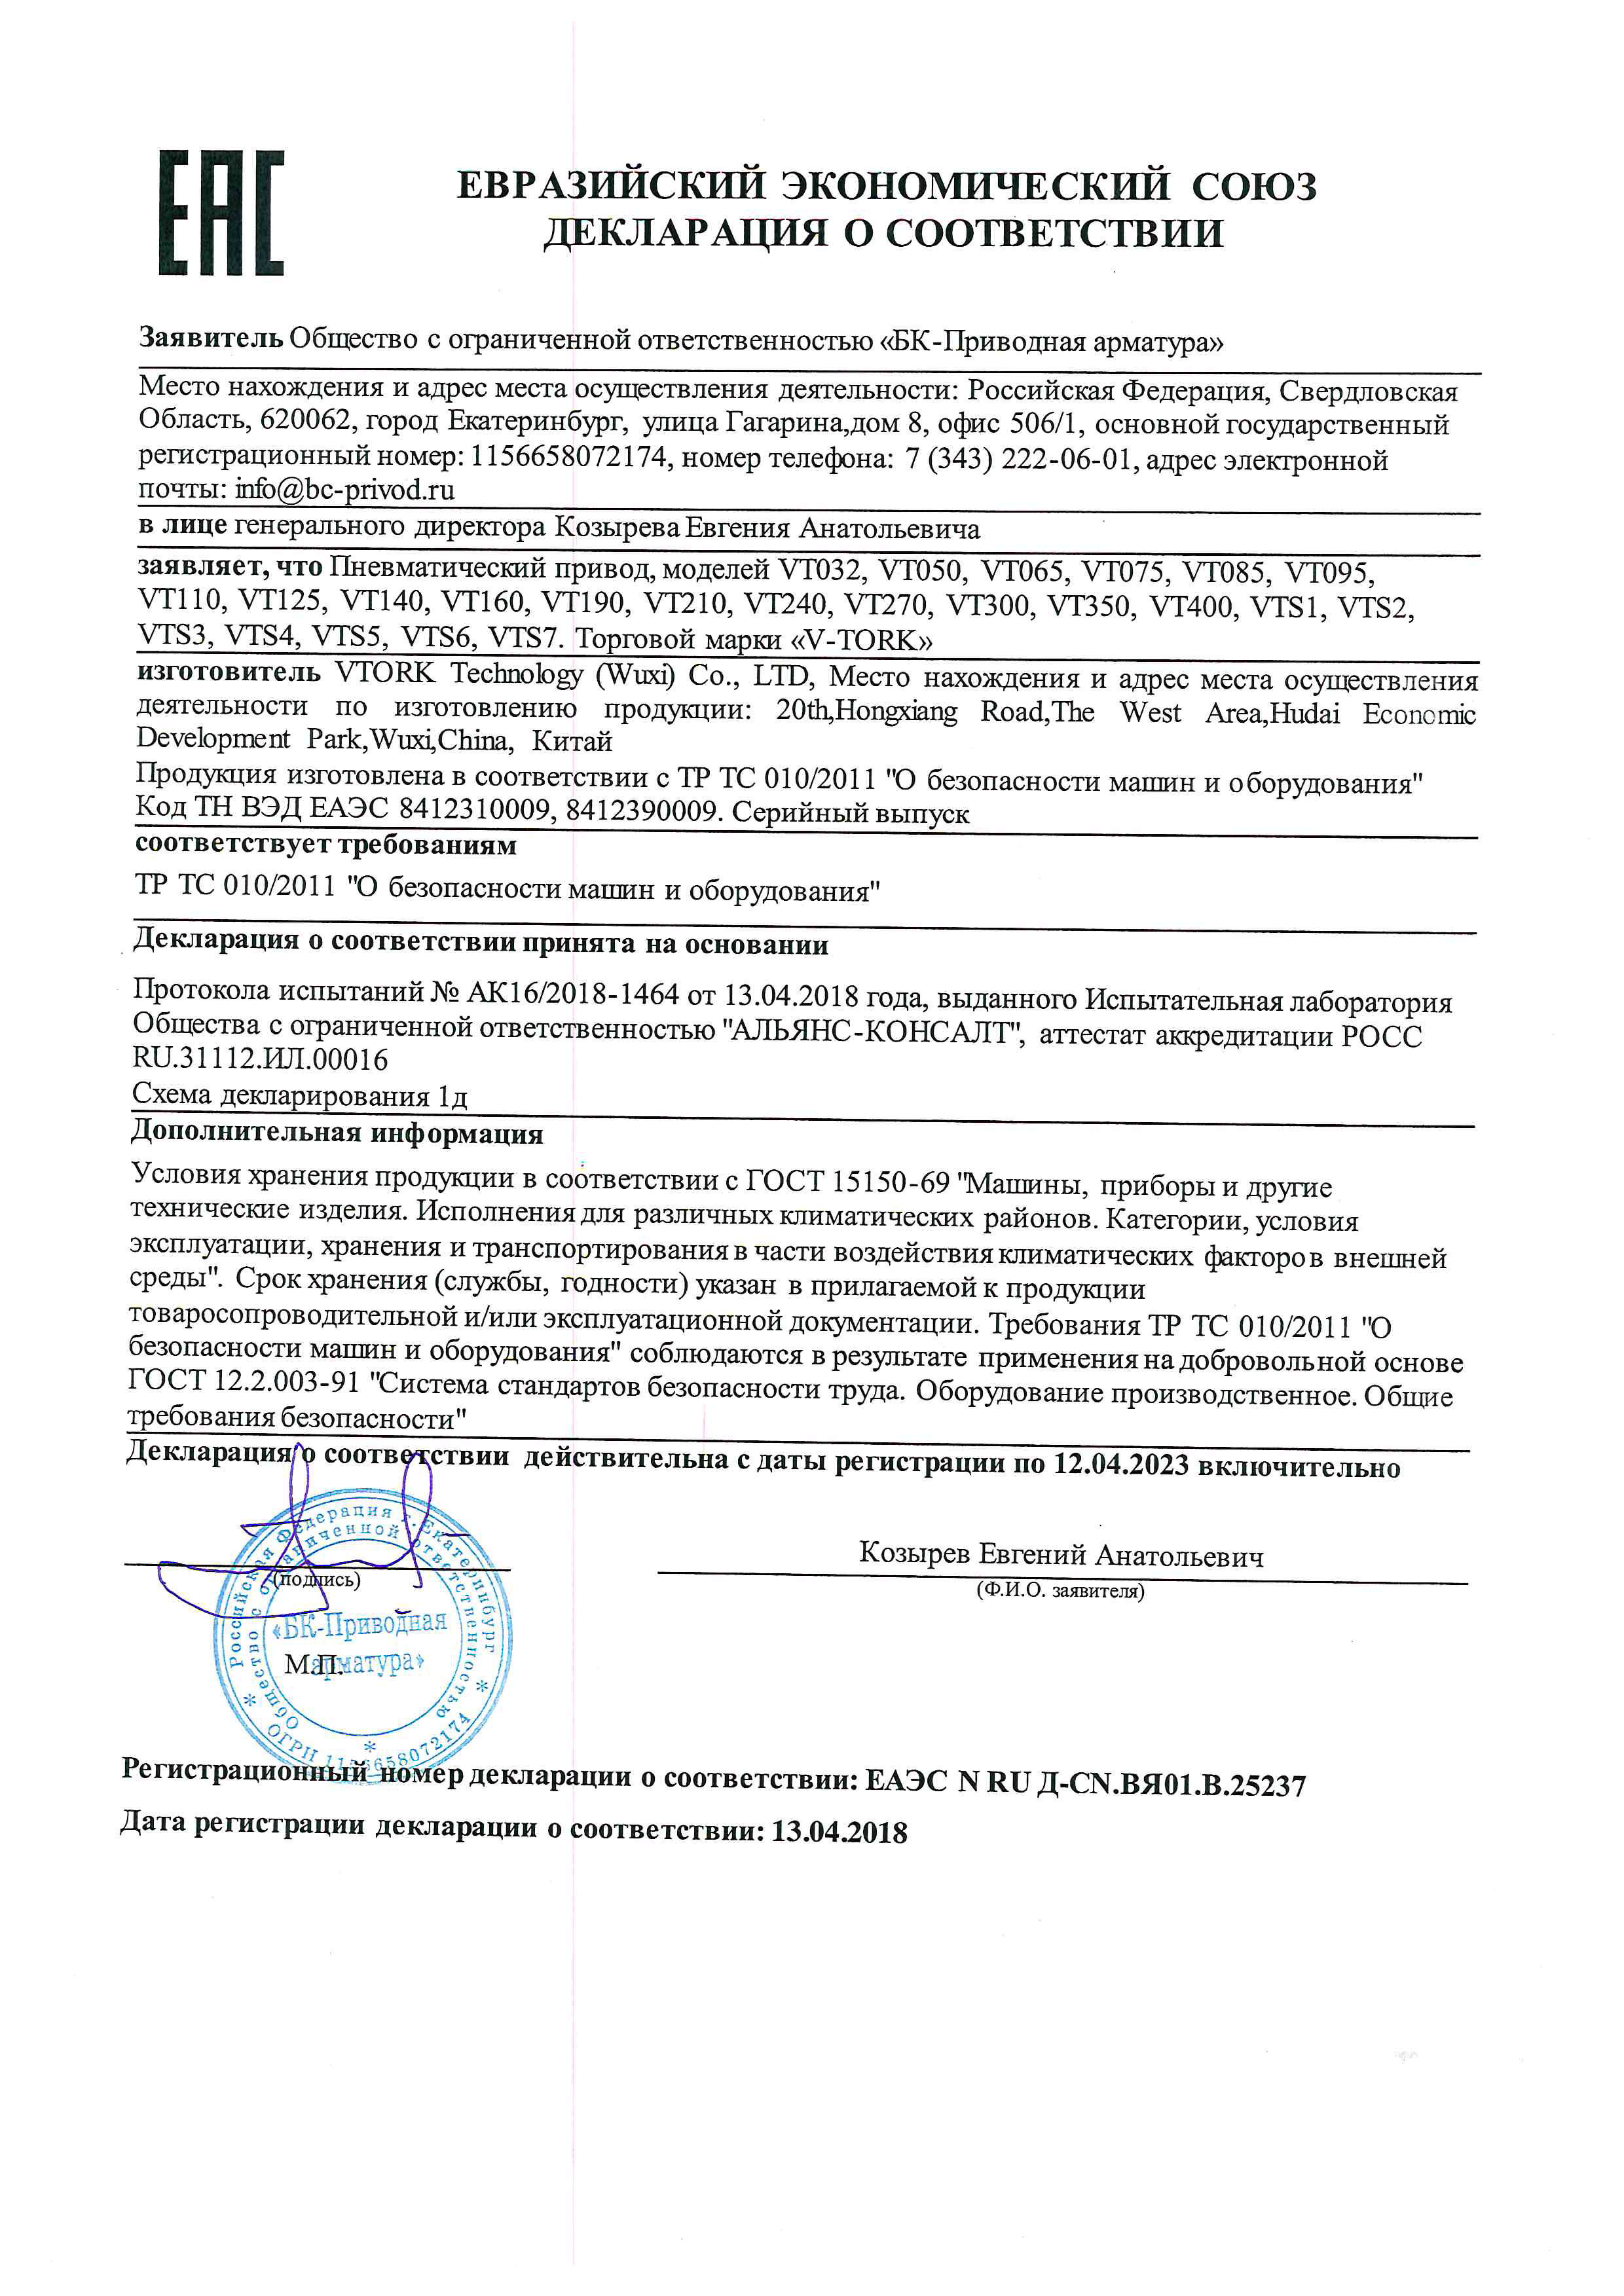 ЕАС
ЕВРАЗИЙСКИЙ ЭКОНОМИЧЕСКИЙ СОЮЗ
ДЕКЛАРАЦИЯ О СООТВЕТСТВИИ
Заявитель Общество с ограниченной ответственностью «БК-Приводная арматура»
Место нахождения и адрес места осуществления деятельности: Российская Федерация, Свердловская
Область, 620062, город Екатеринбург, улица Гагарина,дом 8, офис 506/1, основной государственный
регистрационный номер: 1156658072174, номер телефона: 7 (343) 222-06-01, адрес электронной
почты: info@bc-privod.ru
в лице генерального директора Козырева Евгения Анатольевича
заявляет, что Пневматический привод, моделей VT032, VT050, VT065, VT075, VT085, VT095,
VT110, VT125, VT140, VT160, VT190, VT210, VT240, VT270, VT300, VT350, VT400, VTS1, VTS2,
VTS3, VTS4, VTS5, VTS6, VTS7. Торговой марки «V-TORK»
изготовитель VTORK Technology (Wuxi) Co., LTD, Место нахождения и адрес места осуществления
деятельности по изготовлению продукции: 20th,Hongxiang Road,The West Area,Hudai Economic
Development Park,Wuxi,China, Китай
Продукция изготовлена в соответствии с ТР ТС 010/2011 "О безопасности машин и оборудования"
Код ТН ВЭД ЕАЭС 8412310009, 8412390009. Серийный выпуск
соответствует требованиям
ТР ТС 010/2011 "О безопасности машин и оборудования"
Декларация о соответствии принята на основании
Протокола испытаний № АК16/2018-1464 от 13.04.2018 года, выданного Испытательная лаборатория
Общества с ограниченной ответственностью "АЛЬЯНС-КОНСАЛТ", аттестат аккредитации РОСС
RU.31112.ИЛ.00016
Схема декларирования 1д
Дополнительная информация
Условия хранения продукции в соответствии с ГОСТ 15150-69 "Машины, приборы и другие
технические изделия. Исполнения для различных климатических районов. Категории, условия
эксплуатации, хранения и транспортирования в части воздействия климатических факторов внешней
среды". Срок хранения (службы, годности) указан в прилагаемой к продукции
товаросопроводительной и/или эксплуатационной документации. Требования ТР ТС 010/2011 "О
безопасности машин и оборудования" соблюдаются в результате применения на добровольной основе
ГОСТ 12.2.003-91 "Система стандартов безопасности труда. Оборудование производственное. Общие
требования безопасности"
Декларация о соответствии действительна с даты регистрации по 12.04.2023 включительно
Козырев Евгений Анатольевич
(подпись)
(Ф.И.О. заявителя)
М.П.
Российская Федерация г.Екатеринбург
Общество с ограниченной ответственностью
«БК-Приводная
арматура»
ОГРН 1156658072174
Регистрационный номер декларации о соответствии: ЕАЭС N RU Д-CN.ВЯ01.В.25237
Дата регистрации декларации о соответствии: 13.04.2018